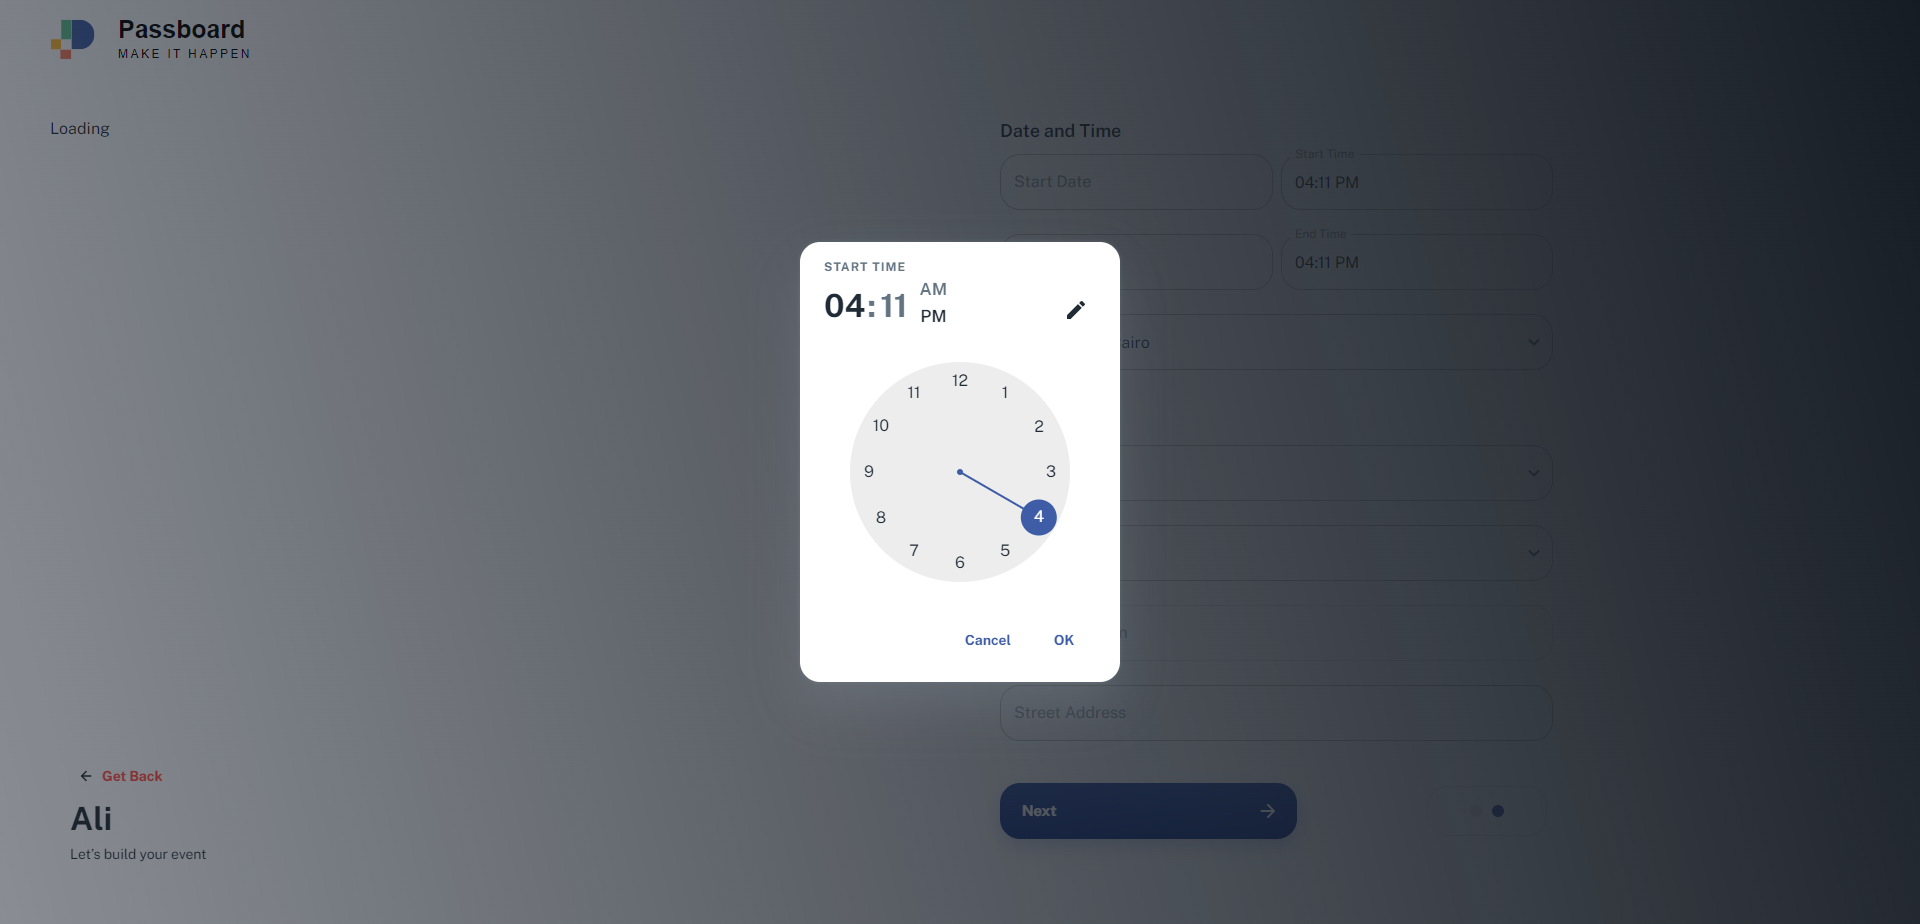 Passboard
MAKE IT HAPPEN
Loading
Date and Time
Start Date
Start Time
04:11 PM
End Time
04:11 PM
airo
START TIME
04:11
AM
PM
12
1
2
3
4
5
6
7
8
9
10
11
Cancel
OK
Street Address
Get Back
Ali
Let's build your event
Next